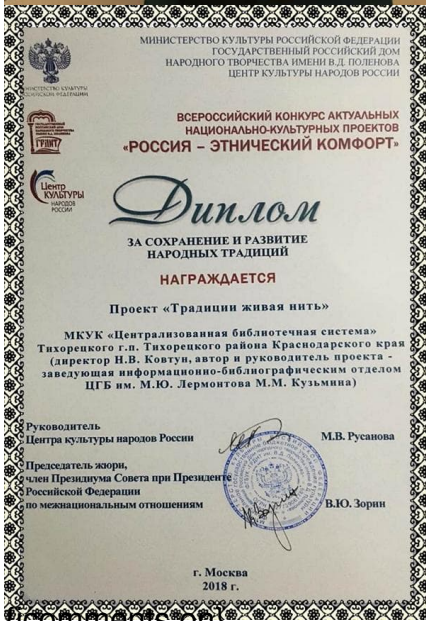 МИНИСТЕРСТВО КУЛЬТУРЫ РОССИЙСКОЙ ФЕДЕРАЦИИ
ГОСУДАРСТВЕННЫЙ РОССИЙСКИЙ ДОМ
НАРОДНОГО ТВОРЧЕСТВА ИМЕНИ В.Д. ПОЛЕНОВА
ЦЕНТР КУЛЬТУРЫ НАРОДОВ РОССИИ
МИНИСТЕРСТВО КУЛЬТУРЫ
РОССИЙСКОЙ ФЕДЕРАЦИИ
ВСЕРОССИЙСКИЙ КОНКУРС АКТУАЛЬНЫХ
НАЦИОНАЛЬНО-КУЛЬТУРНЫХ ПРОЕКТОВ
«РОССИЯ – ЭТНИЧЕСКИЙ КОМФОРТ»
Центр
КУЛЬТУРЫ
НАРОДОВ
РОССИИ
Диплом
ЗА СОХРАНЕНИЕ И РАЗВИТИЕ
НАРОДНЫХ ТРАДИЦИЙ
НАГРАЖДАЕТСЯ
Проект «Традиции живая нить»
МКУК «Централизованная библиотечная система»
Тихорецкого г.п. Тихорецкого района Краснодарского края
(директор Н.В. Ковтун, автор и руководитель проекта -
заведующая информационно-библиографическим отделом
ЦГБ им. М.Ю. Лермонтова М.М. Кузьмина)
Руководитель
Центра культуры народов России М.В. Русанова
Председатель жюри,
член Президиума Совета при Президенте
Российской Федерации
по межнациональным отношениям В.Ю. Зорин
г. Москва
2018 г.